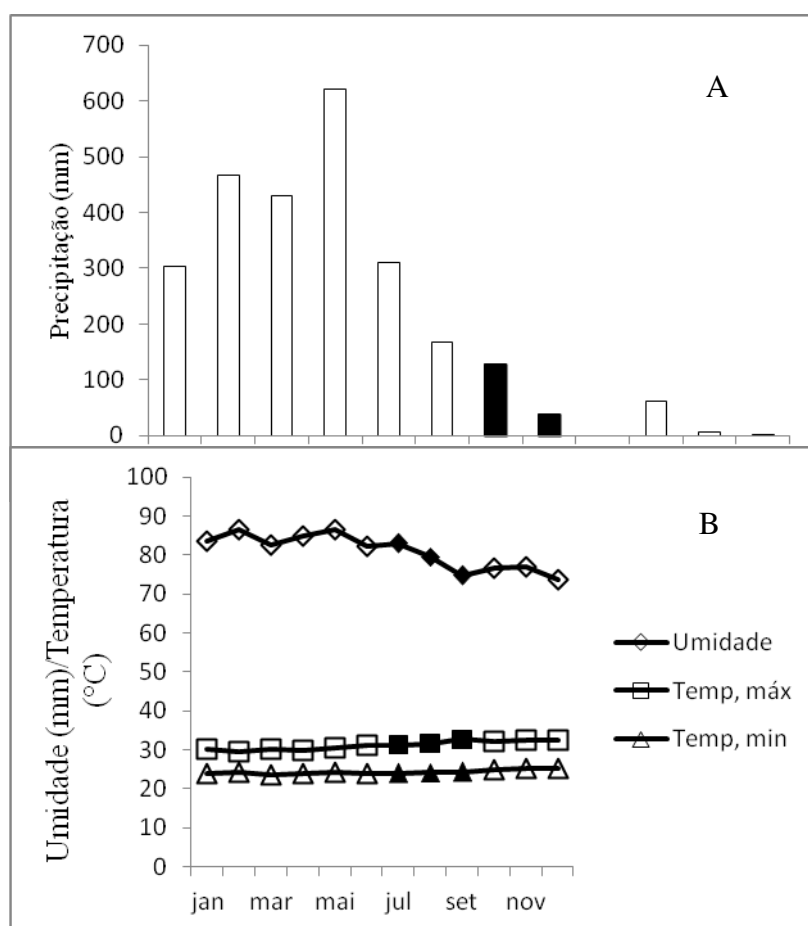 700
A
600
500
400
300
200
100
0
Precipitação (mm)
100
B
90
80
70
60
50
40
30
20
10
0
Umidade (mm)/Temperatura
(°C)
Umidade
Temp, máx
Temp, min
jan mar mai jul set nov